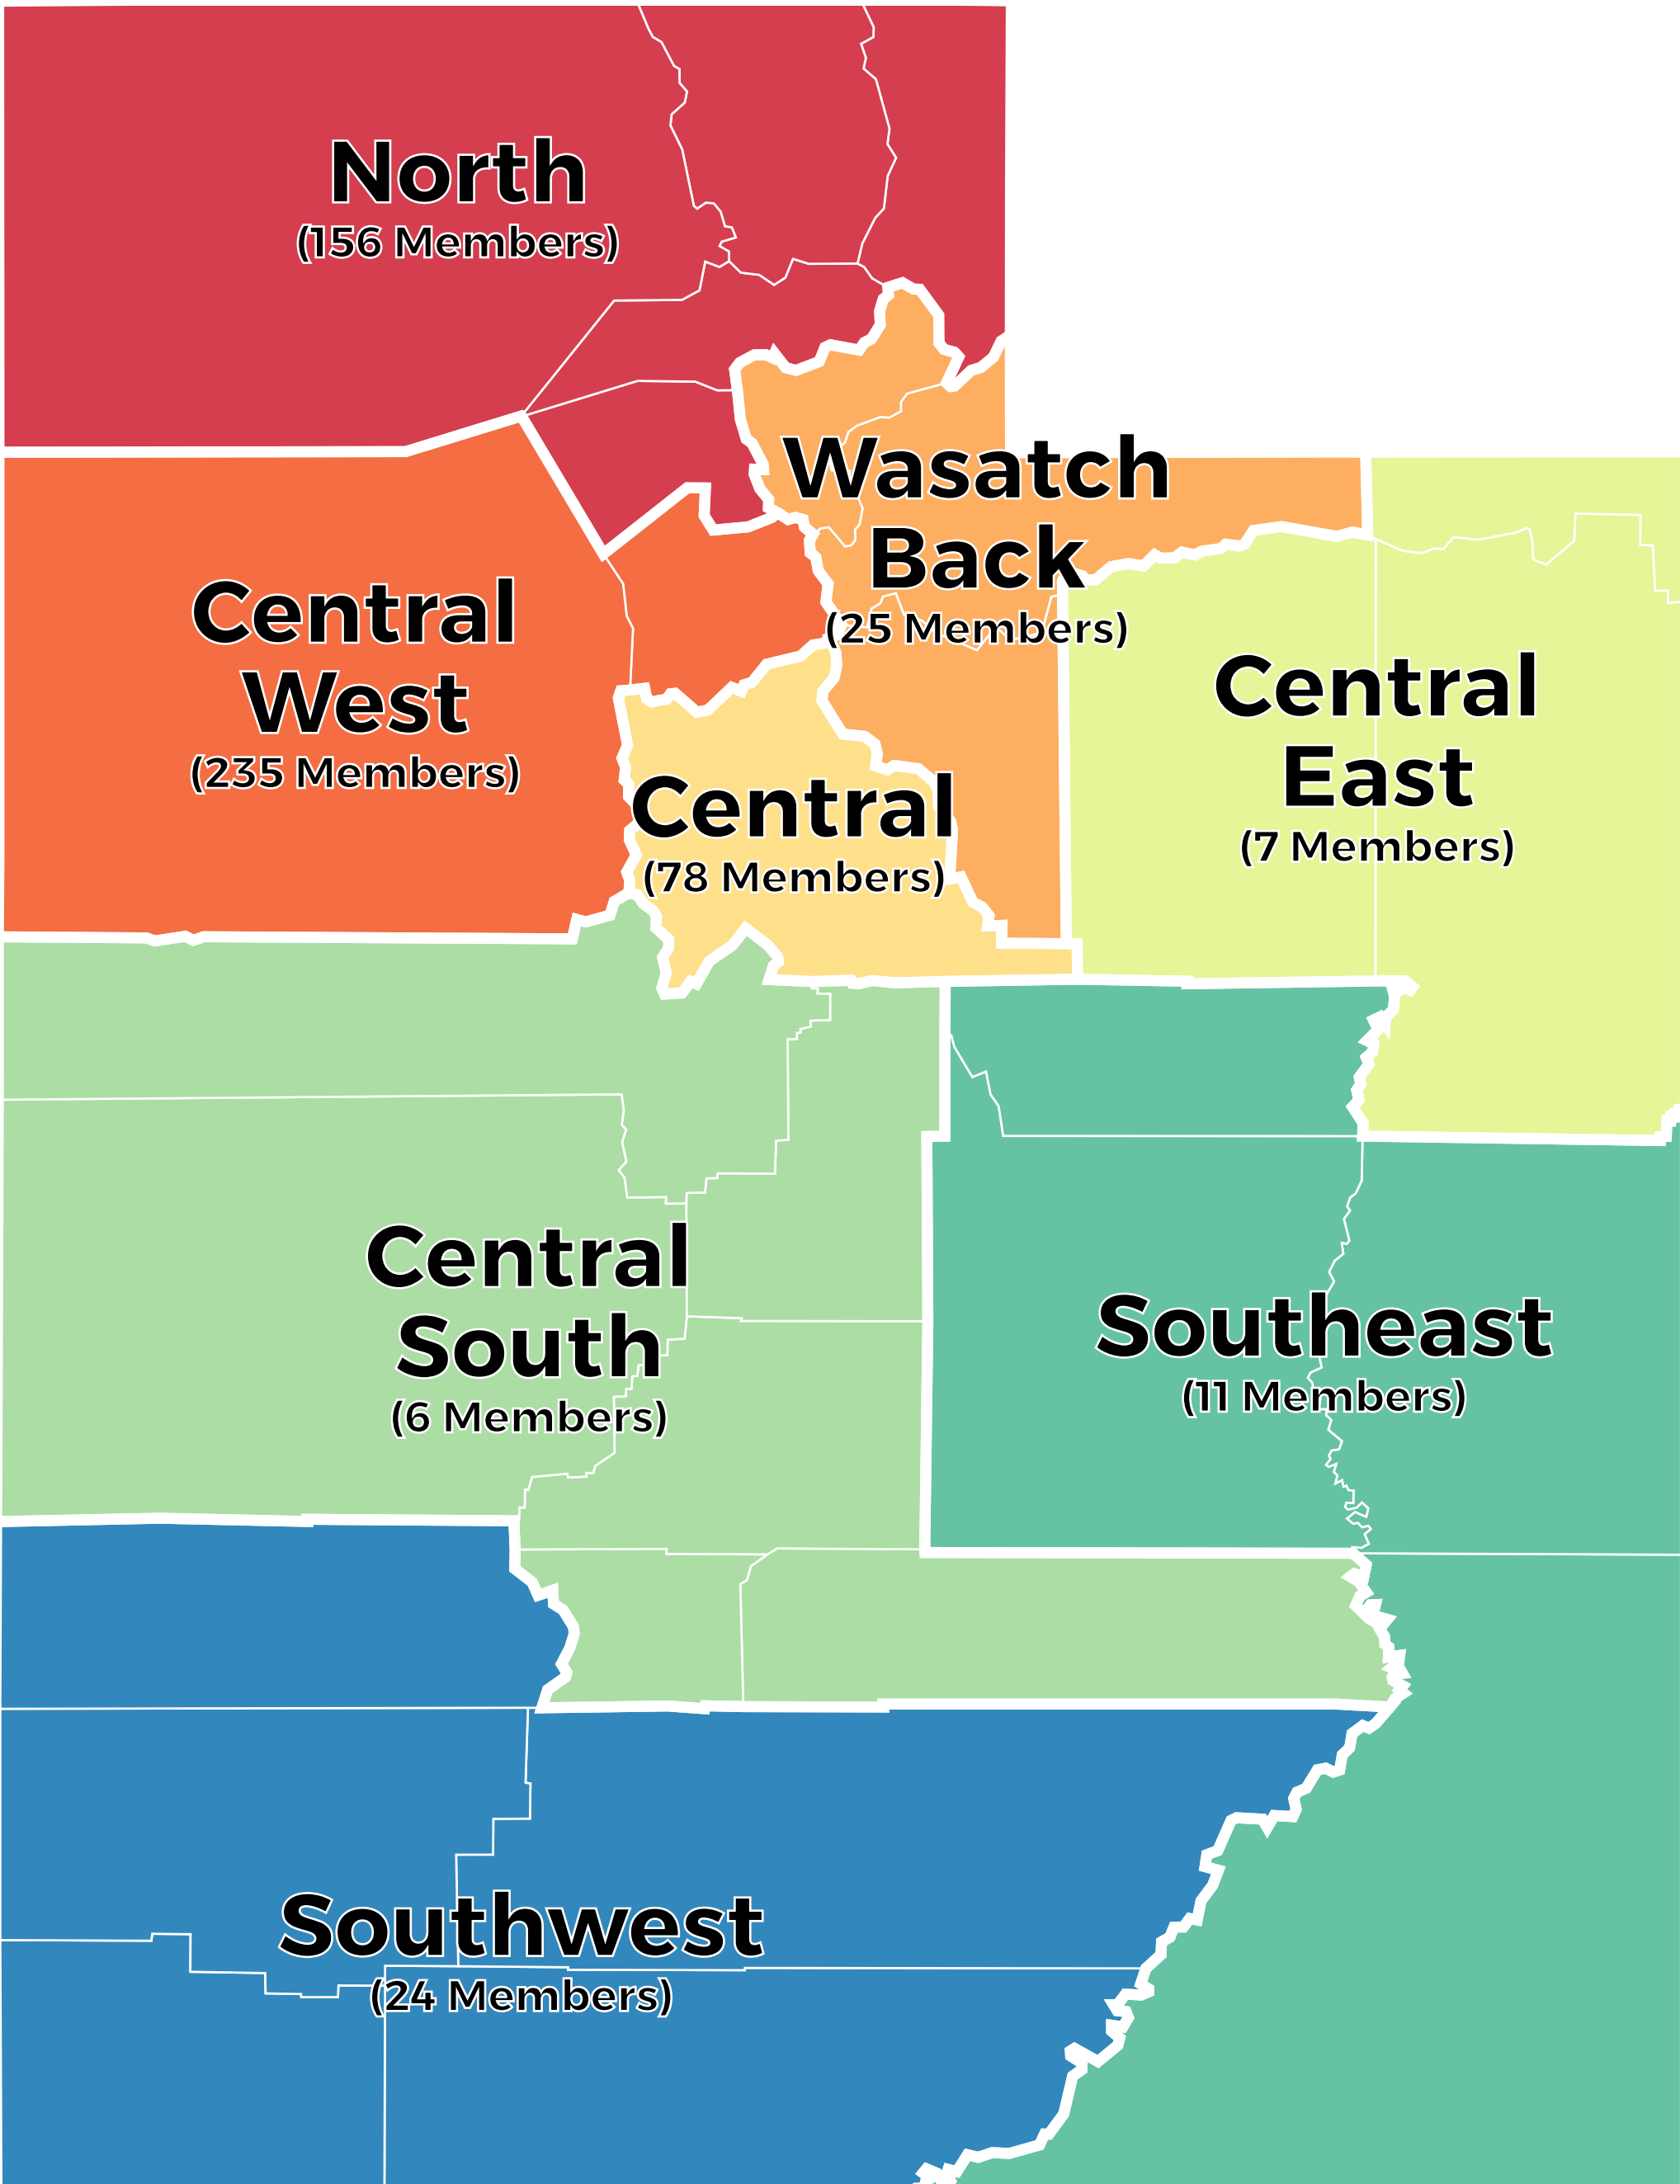 North
(156 Members)
Wasatch
Back
(25 Members)
Central
West
(235 Members)
Central
East
(7 Members)
Central
(78 Members)
Central
South
(6 Members)
Southeast
(11 Members)
Southwest
(24 Members)